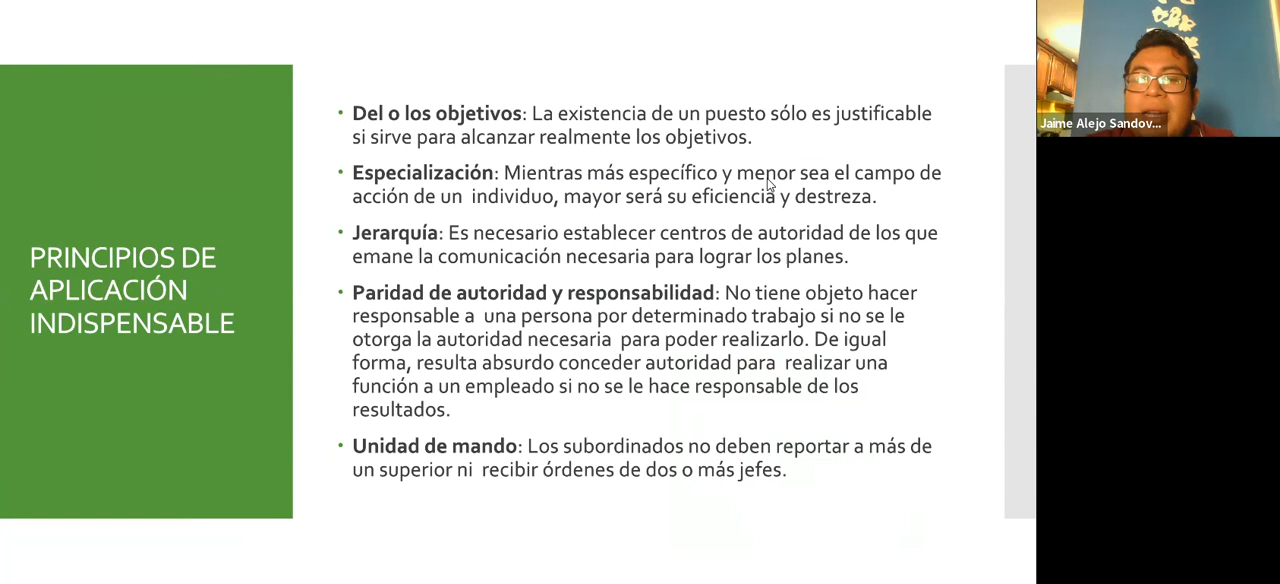 PRINCIPIOS DE
APLICACIÓN
INDISPENSABLE
• Del o los objetivos: La existencia de un puesto sólo es justificable
si sirve para alcanzar realmente los objetivos.
• Especialización: Mientras más específico y menor sea el campo de
acción de un individuo, mayor será su eficiencia y destreza.
• Jerarquía: Es necesario establecer centros de autoridad de los que
emane la comunicación necesaria para lograr los planes.
• Paridad de autoridad y responsabilidad: No tiene objeto hacer
responsable a una persona por determinado trabajo si no se le
otorga la autoridad necesaria para poder realizarlo. De igual
forma, resulta absurdo conceder autoridad para realizar una
función a un empleado si no se le hace responsable de los
resultados.
• Unidad de mando: Los subordinados no deben reportar a más de
un superior ni recibir órdenes de dos o más jefes.
Jaime Alejo Sandov...